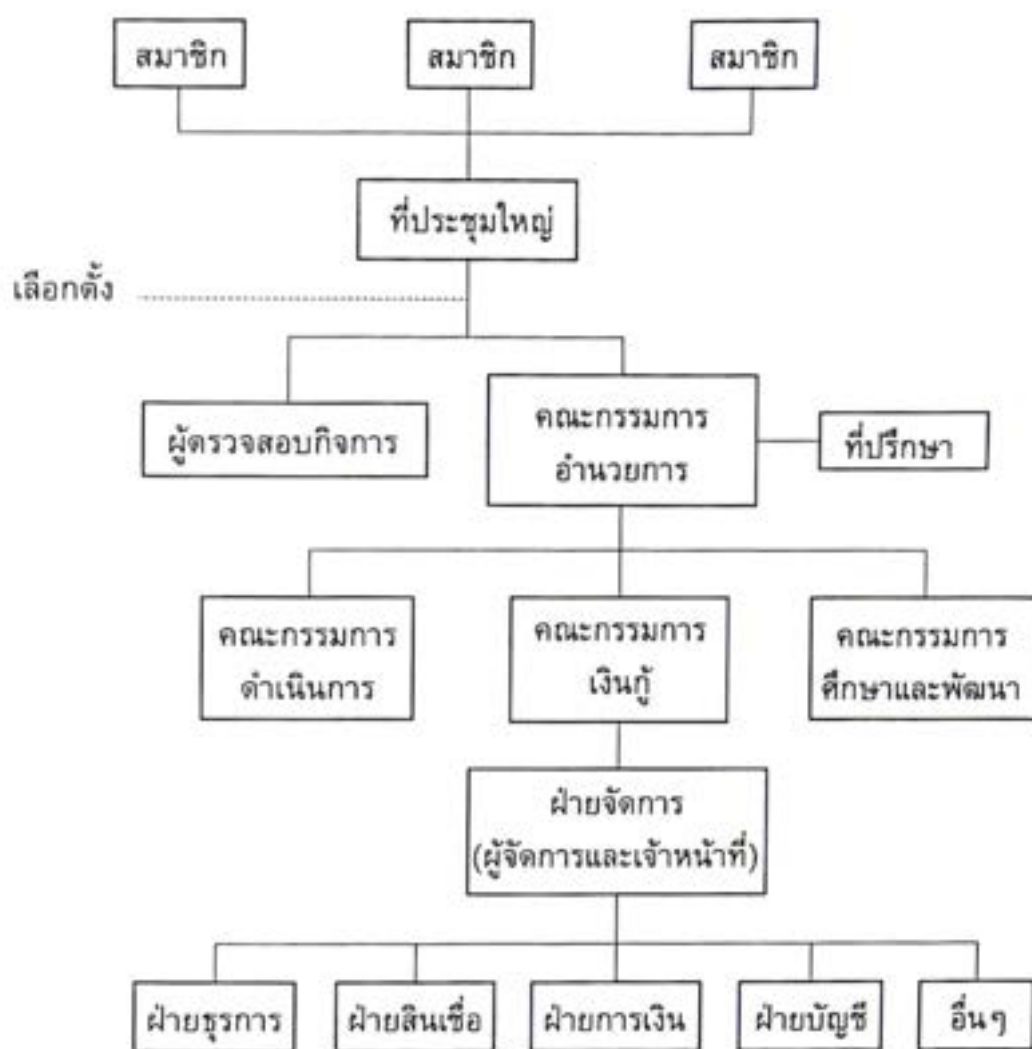 สมาชิก
สมาชิก
สมาชิก
ที่ประชุมใหญ่
เลือกตั้ง
ผู้ตรวจสอบกิจการ
คณะกรรมการ
อำนวยการ
ที่ปรึกษา
คณะกรรมการ
ดำเนินการ
คณะกรรมการ
เงินกู้
คณะกรรมการ
ศึกษาและพัฒนา
ฝ่ายจัดการ
(ผู้จัดการและเจ้าหน้าที่)
ฝ่ายธุรการ
ฝ่ายสินเชื่อ
ฝ่ายการเงิน
ฝ่ายบัญชี
อื่นๆ